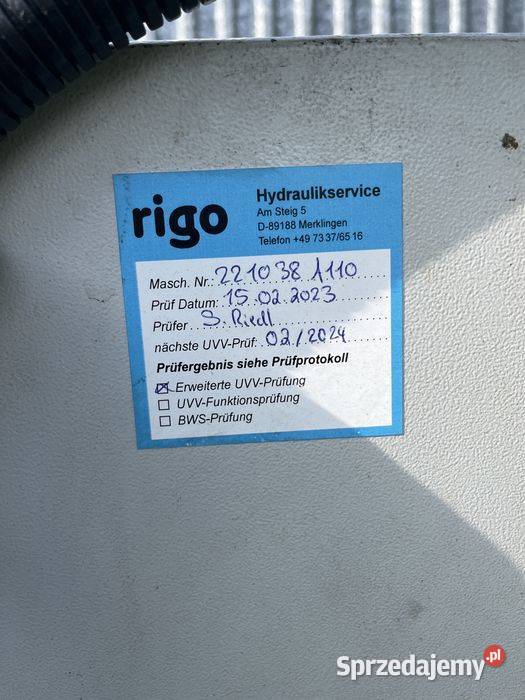 rigo
Hydraulikservice
Am Steig 5
D-89188 Merklingen
Telefon +49 73 37/65 16
Masch. Nr.: 221038 A110
Prüf Datum: 15.02.2023
Prüfer S. Riedl
nächste UVV-Prüf: 02/2024
Prüfergebnis siehe Prüfprotokoll
☒ Erweiterte UVV-Prüfung
☐ UVV-Funktionsprüfung
☐ BWS-Prüfung
Sprzedajemy.pl